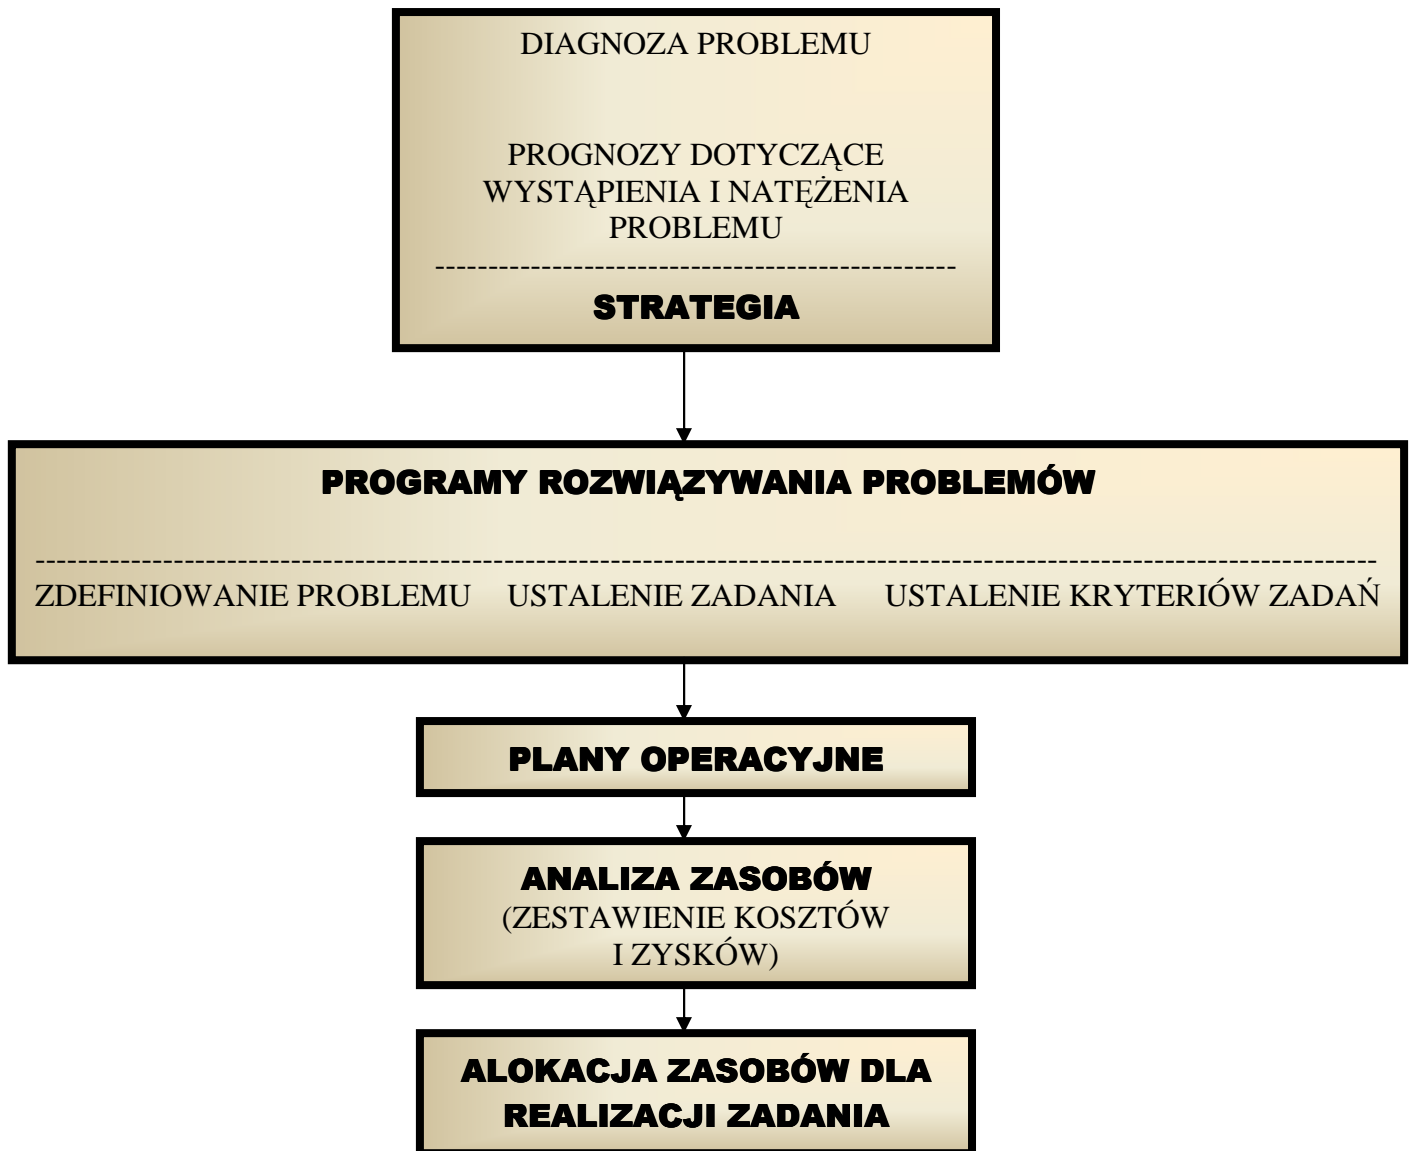 DIAGNOZA PROBLEMU
PROGNOZY DOTYCZĄCE
WYSTĄPIENIA I NATĘŻENIA
PROBLEMU
--------------------------------------------------
STRATEGIA
PROGRAMY ROZWIĄZYWANIA PROBLEMÓW
--------------------------------------------------------------------------------------------------------------------------------
ZDEFINIOWANIE PROBLEMU USTALENIE ZADANIA USTALENIE KRYTERIÓW ZADAŃ
PLANY OPERACYJNE
ANALIZA ZASOBÓW
(ZESTAWIENIE KOSZTÓW
I ZYSKÓW)
ALOKACJA ZASOBÓW DLA
REALIZACJI ZADANIA